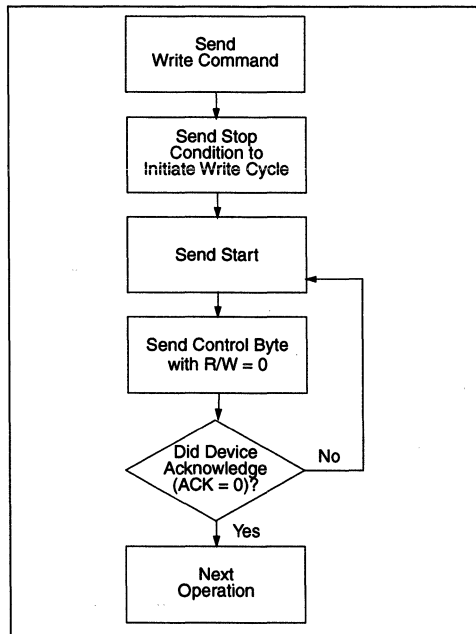 Send
Write Command
Send Stop
Condition to
Initiate Write Cycle
Send Start
Send Control Byte
with R/W = 0
Did Device
Acknowledge
(ACK = 0)?
No
Yes
Next
Operation